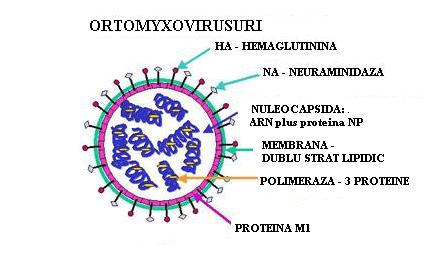 ORTOMYXOVIRUSURI
HA - HEMAGLUTININA
NA - NEURAMINIDAZA
NULEOCAPSIDA: .
ARN plus proteina NP
MEMBRANA -
DUBLU STRAT LIPIDIC
POLIMERAZA - 3 PROTEINE
PROTEINA M1